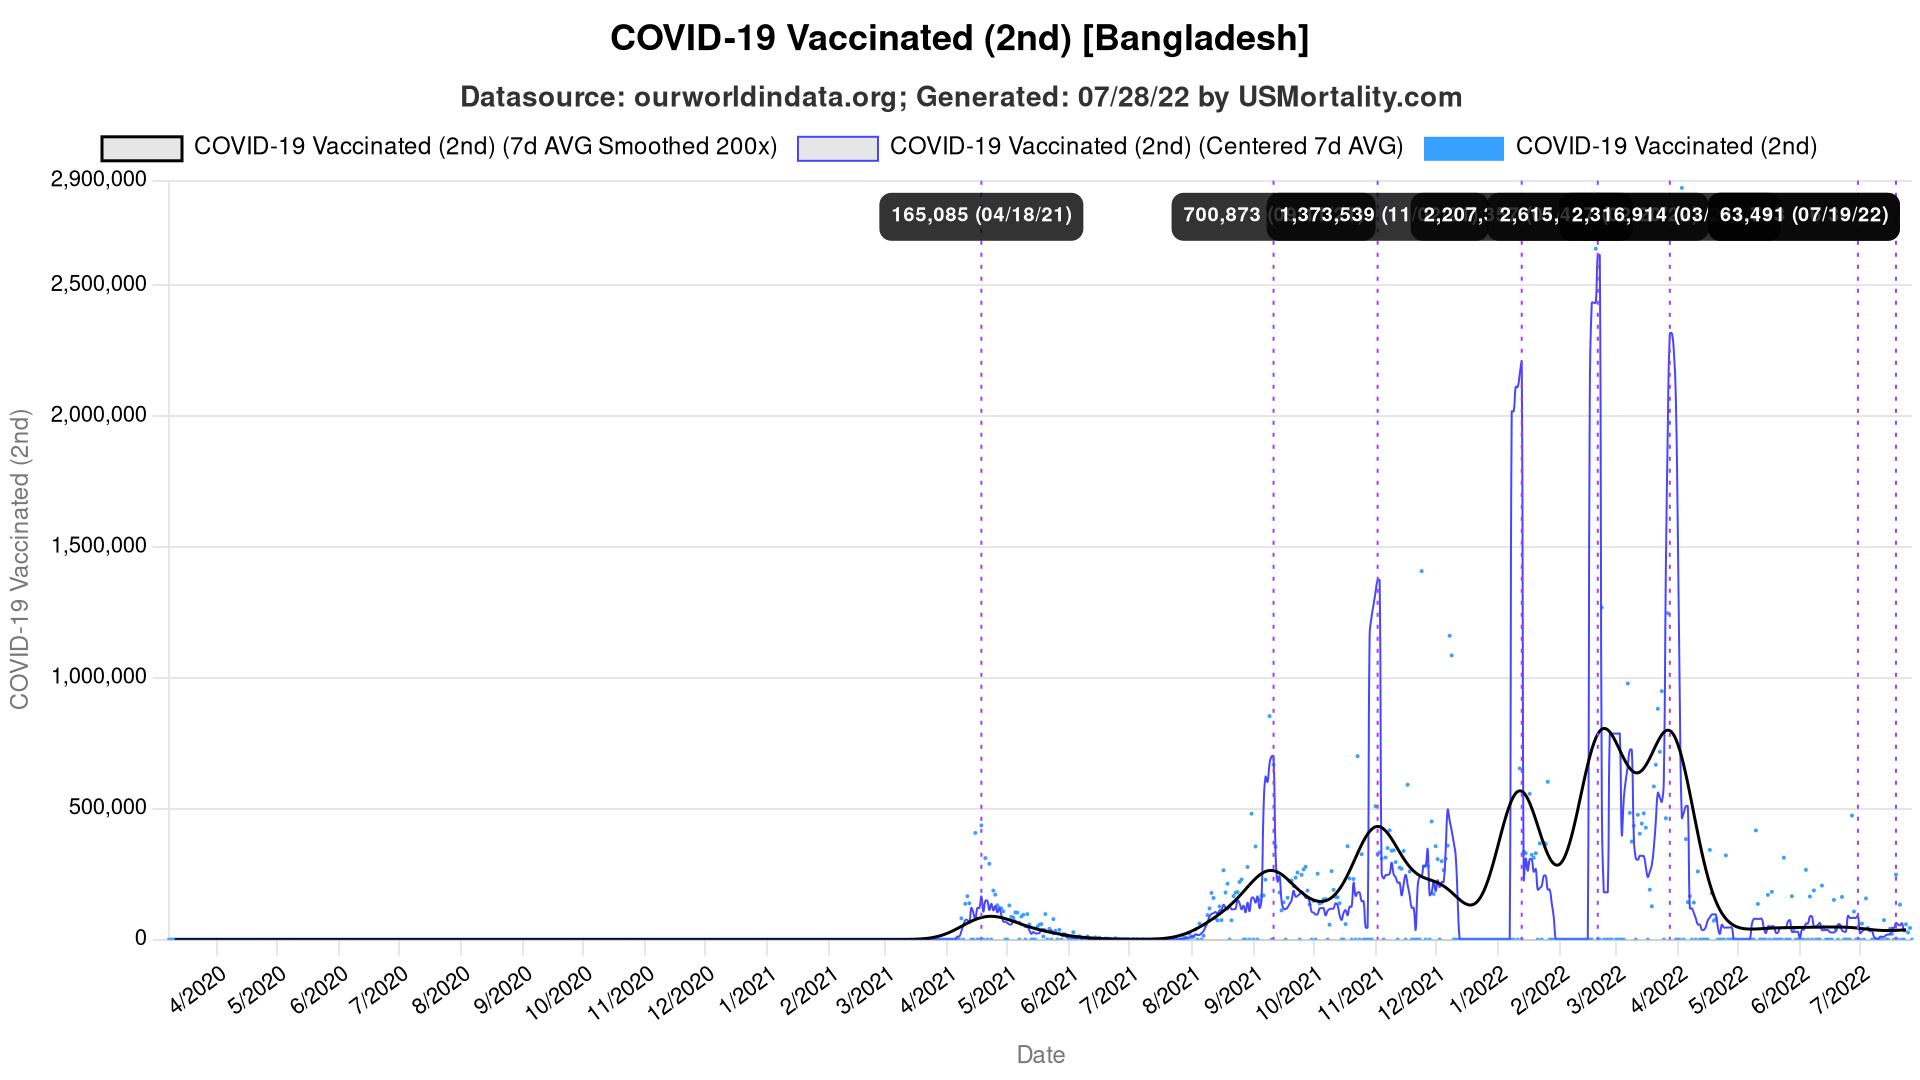 COVID-19 Vaccinated (2nd) [Bangladesh]
Datasource: ourworldindata.org; Generated: 07/28/22 by USMortality.com
COVID-19 Vaccinated (2nd) (7d AVG Smoothed 200x) COVID-19 Vaccinated (2nd) (Centered 7d AVG) COVID-19 Vaccinated (2nd)
165,085 (04/18/21) 700,873 1,373,539 (11/ 2,207, 2,615, 2,316,914 (03/ 63,491 (07/19/22)
2,900,000
2,500,000
2,000,000
1,500,000
1,000,000
500,000
0
COVID-19 Vaccinated (2nd)
4/2020 5/2020 6/2020 7/2020 8/2020 9/2020 10/2020 11/2020 12/2020 1/2021 2/2021 3/2021 4/2021 5/2021 6/2021 7/2021 8/2021 9/2021 10/2021 11/2021 12/2021 1/2022 2/2022 3/2022 4/2022 5/2022 6/2022 7/2022
Date